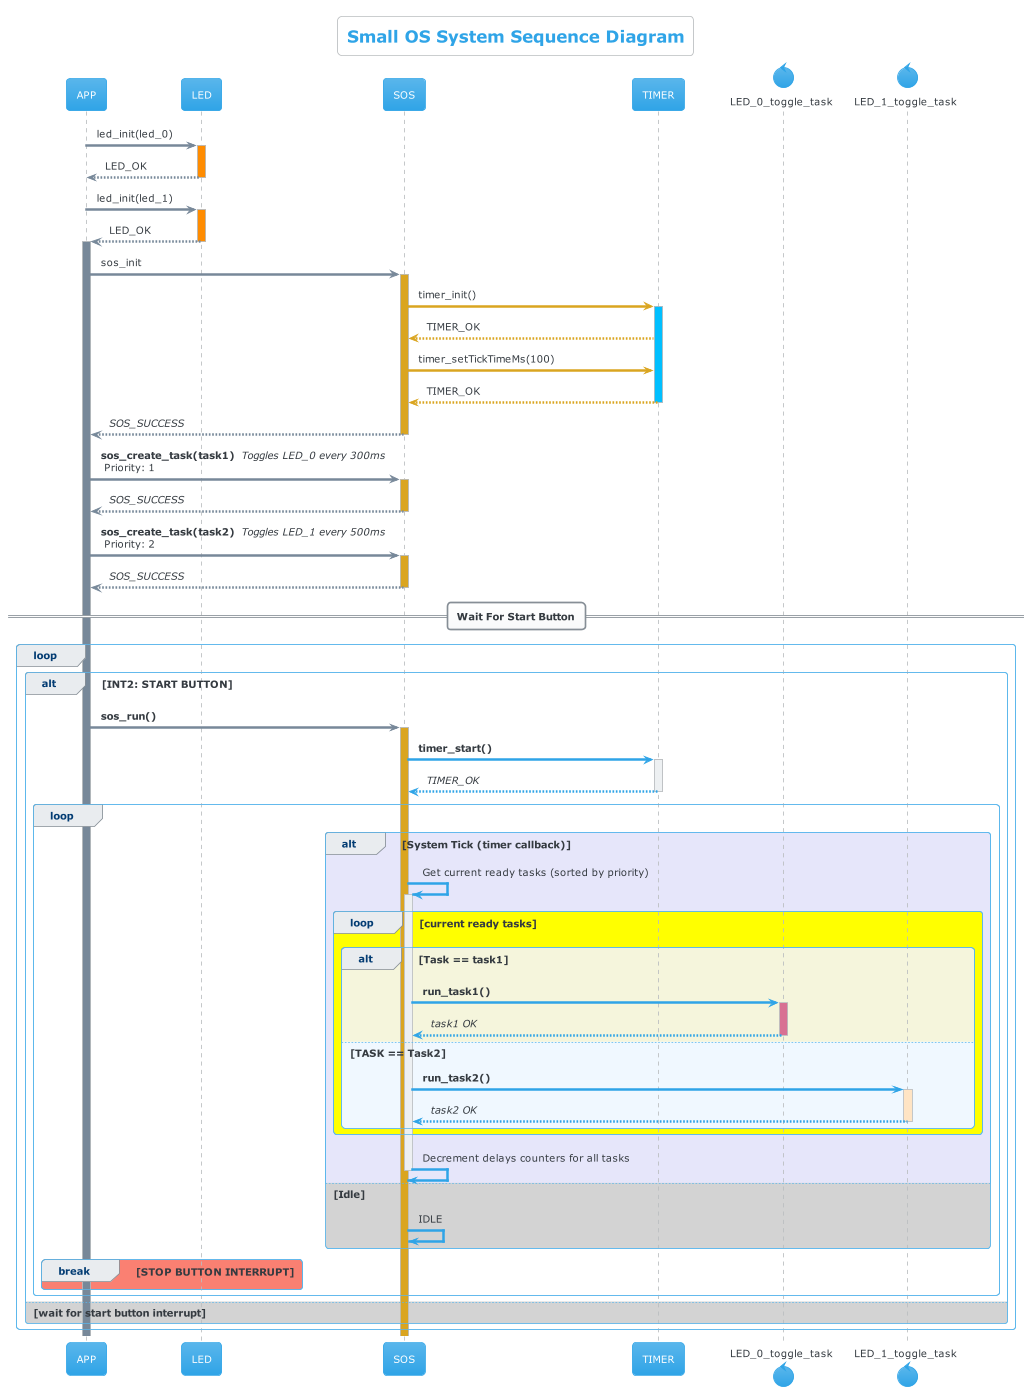 Small OS System Sequence Diagram
APP
LED
SOS
TIMER
LED_0_toggle_task
LED_1_toggle_task
led_init(led_0)
LED_OK
led_init(led_1)
LED_OK
sos_init
timer_init()
TIMER_OK
timer_setTickTimeMs(100)
TIMER_OK
SOS_SUCCESS
sos_create_task(task1) Toggles LED_0 every 300ms
Priority: 1
SOS_SUCCESS
sos_create_task(task2) Toggles LED_1 every 500ms
Priority: 2
SOS_SUCCESS
Wait For Start Button
loop
alt [INT2: START BUTTON]
sos_run()
timer_start()
TIMER_OK
loop
alt [System Tick (timer callback)]
Get current ready tasks (sorted by priority)
loop [current ready tasks]
alt [Task == task1]
run_task1()
task1 OK
[TASK == Task2]
run_task2()
task2 OK
Decrement delays counters for all tasks
[Idle]
IDLE
break [STOP BUTTON INTERRUPT]
[wait for start button interrupt]
APP
LED
SOS
TIMER
LED_0_toggle_task
LED_1_toggle_task